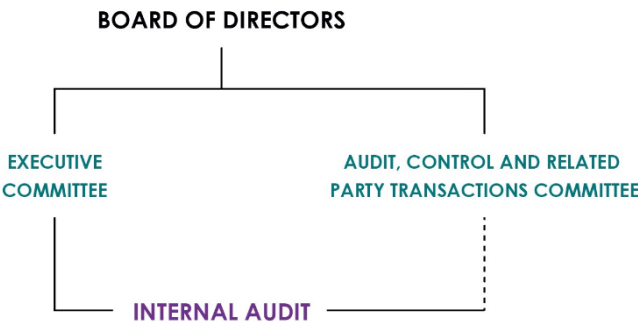 BOARD OF DIRECTORS
EXECUTIVE
COMMITTEE
AUDIT, CONTROL AND RELATED
PARTY TRANSACTIONS COMMITTEE
INTERNAL AUDIT